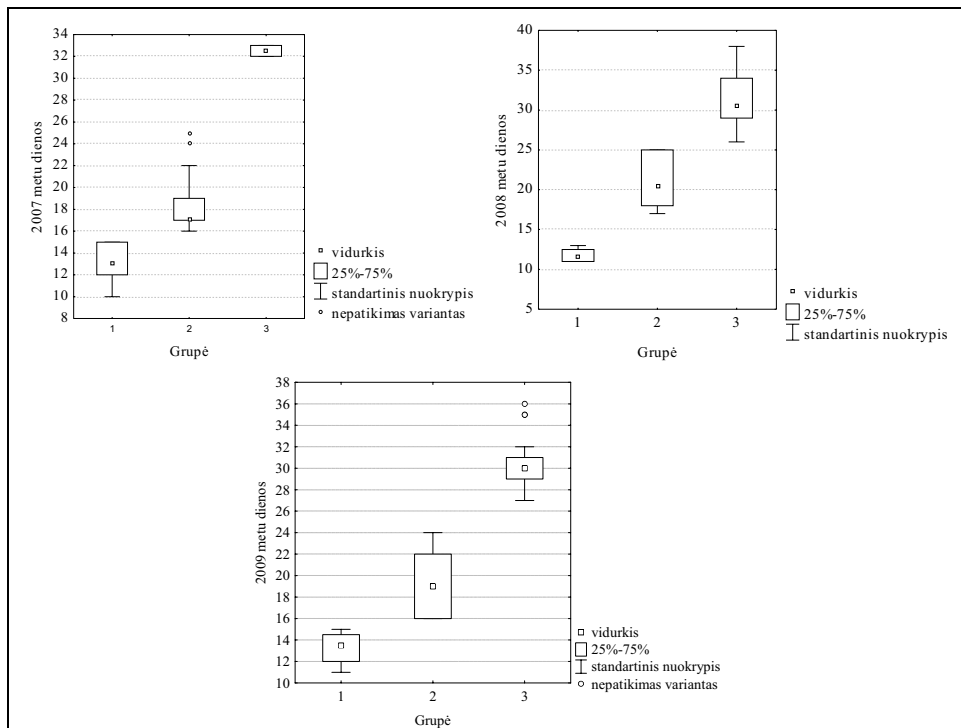 2007 metu dienos
34
32
30
28
26
24
22
20
18
16
14
12
10
8
1 2 3
Grupė
vidurkis
25%-75%
standartinis nuokrypis
nepatikimas variantas
2008 metu dienos
40
35
30
25
20
15
10
5
1 2 3
Grupė
vidurkis
25%-75%
standartinis nuokrypis
2009 metu dienos
38
36
34
32
30
28
26
24
22
20
18
16
14
12
10
1 2 3
Grupė
vidurkis
25%-75%
standartinis nuokrypis
nepatikimas variantas